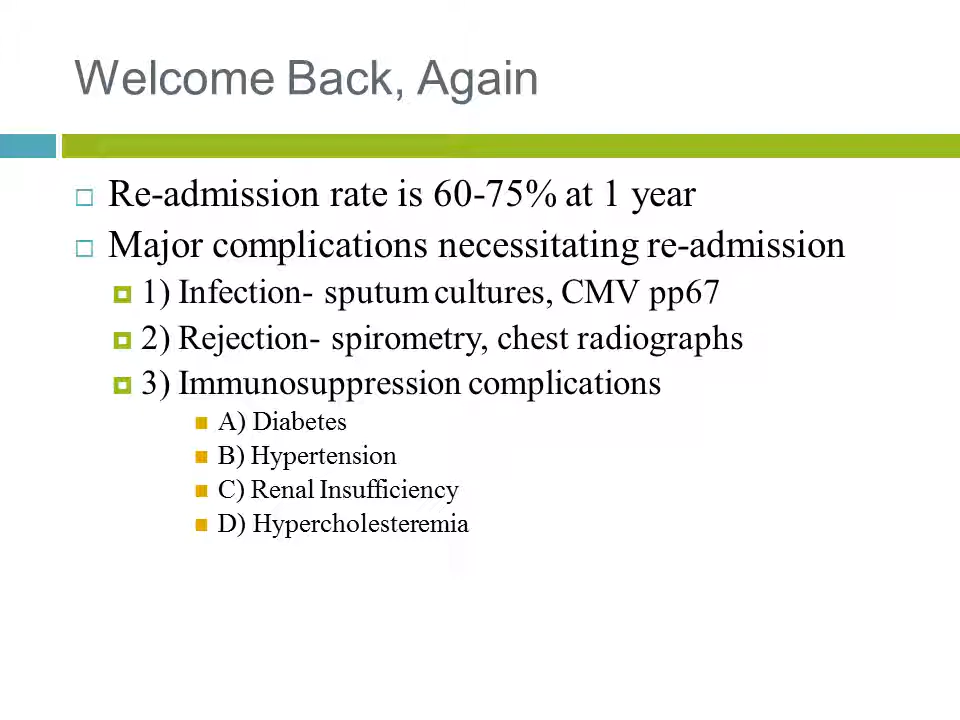 Welcome Back, Again
Re-admission rate is 60-75% at 1 year
Major complications necessitating re-admission
1) Infection- sputum cultures, CMV pp67
2) Rejection- spirometry, chest radiographs
3) Immunosuppression complications
A) Diabetes
B) Hypertension
C) Renal Insufficiency
D) Hypercholesteremia